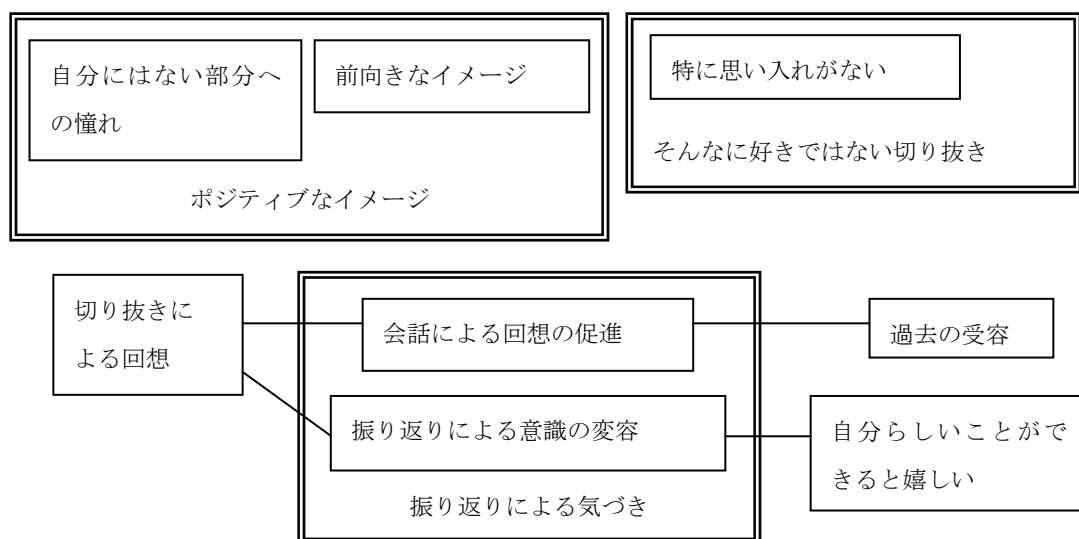 自分にはない部分へ
の憧れ
前向きなイメージ
ポジティブなイメージ
特に思い入れがない
そんなに好きではない切り抜き
切り抜きに
よる回想
会話による回想の促進
過去の受容
振り返りによる意識の変容
振り返りによる気づき
自分らしいことがで
きると嬉しい